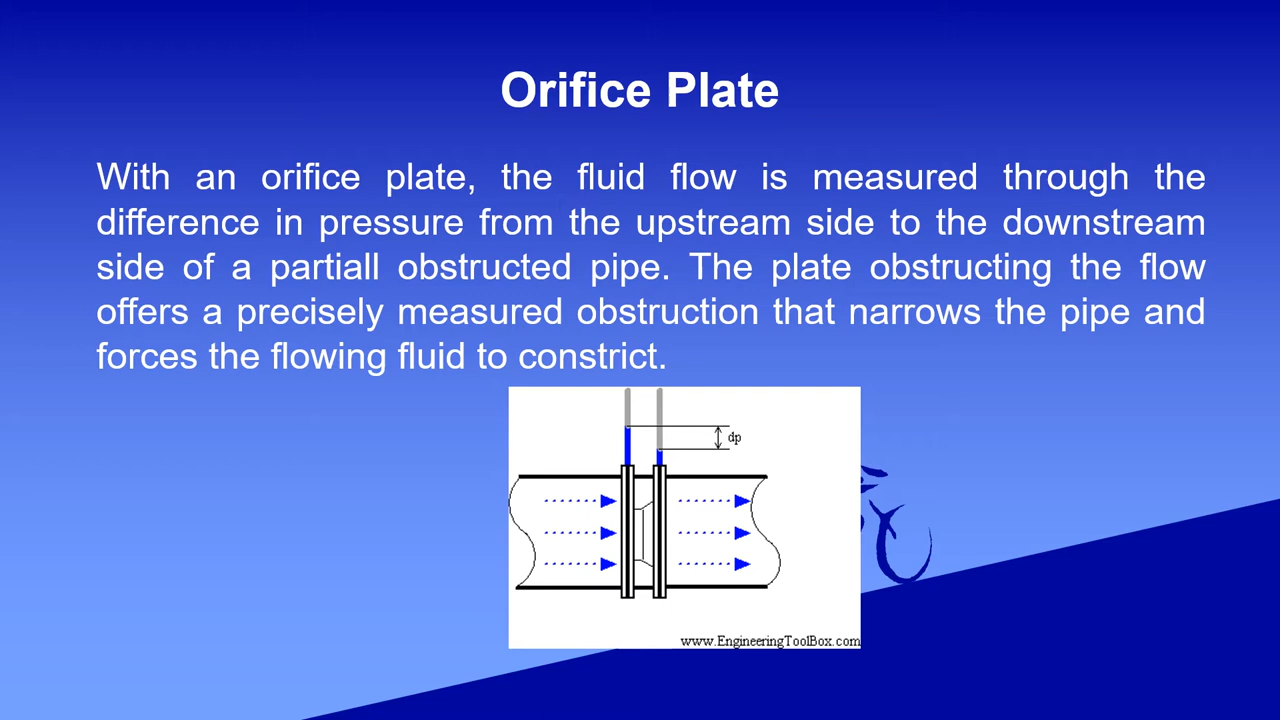 Orifice Plate
With an orifice plate, the fluid flow is measured through the
difference in pressure from the upstream side to the downstream
side of a partiall obstructed pipe. The plate obstructing the flow
offers a precisely measured obstruction that narrows the pipe and
forces the flowing fluid to constrict.
dp
www.EngineeringToolBox.com